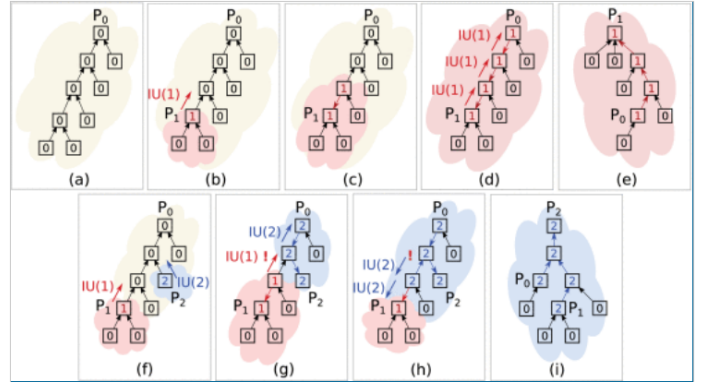 P₀
0
0 0
0 0
0 0
0 0
(a)
P₀
0
0 0
0 0
IU(1)
P₁ 1 0
0 0
(b)
P₀
0
0 0
1 0
P₁ 1 0
0 0
(c)
P₀
IU(1) 1
IU(1) 1 0
IU(1) 1 0
P₁ 1 0
0 0
(d)
P₁
1
0 0 1
0 1
P₀ 1 0
0
(e)
P₀
0
0 0
IU(1) 0 2 IU(2)
P₂
P₁ 1 0
0 0
(f)
P₀
IU(2) 2
IU(1) ! 2 0
1 2
P₂
P₁ 1 0
0 0
(g)
P₀
2
! 2 0
IU(2)
2 2
IU(2) P₂
P₁ 1 0
0 0
(h)
P₂
2
2
P₀ 2 2
0 2 P₁ 0
0 0
(i)